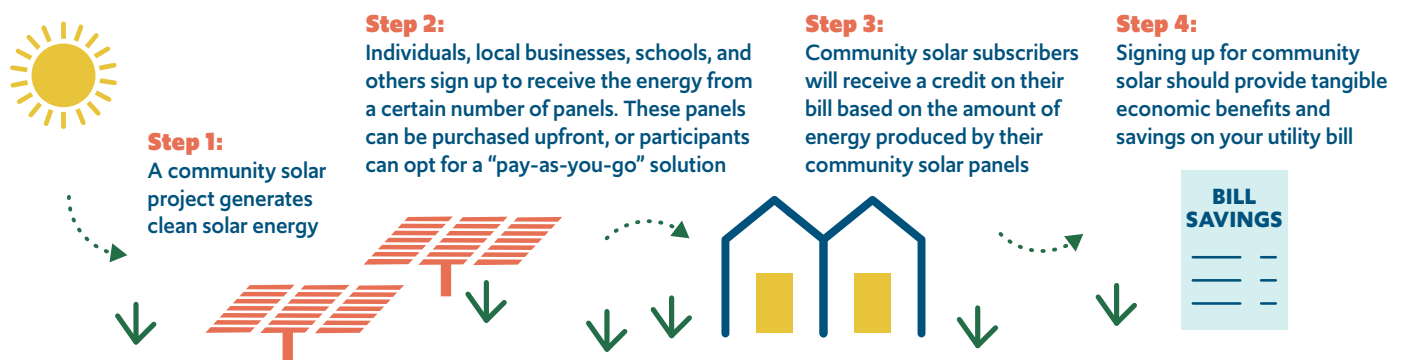 Step 1:
A community solar
project generates
clean solar energy
Step 2:
Individuals, local businesses, schools, and
others sign up to receive the energy from
a certain number of panels. These panels
can be purchased upfront, or participants
can opt for a “pay-as-you-go” solution
Step 3:
Community solar subscribers
will receive a credit on their
bill based on the amount of
energy produced by their
community solar panels
Step 4:
Signing up for community
solar should provide tangible
economic benefits and
savings on your utility bill
BILL
SAVINGS